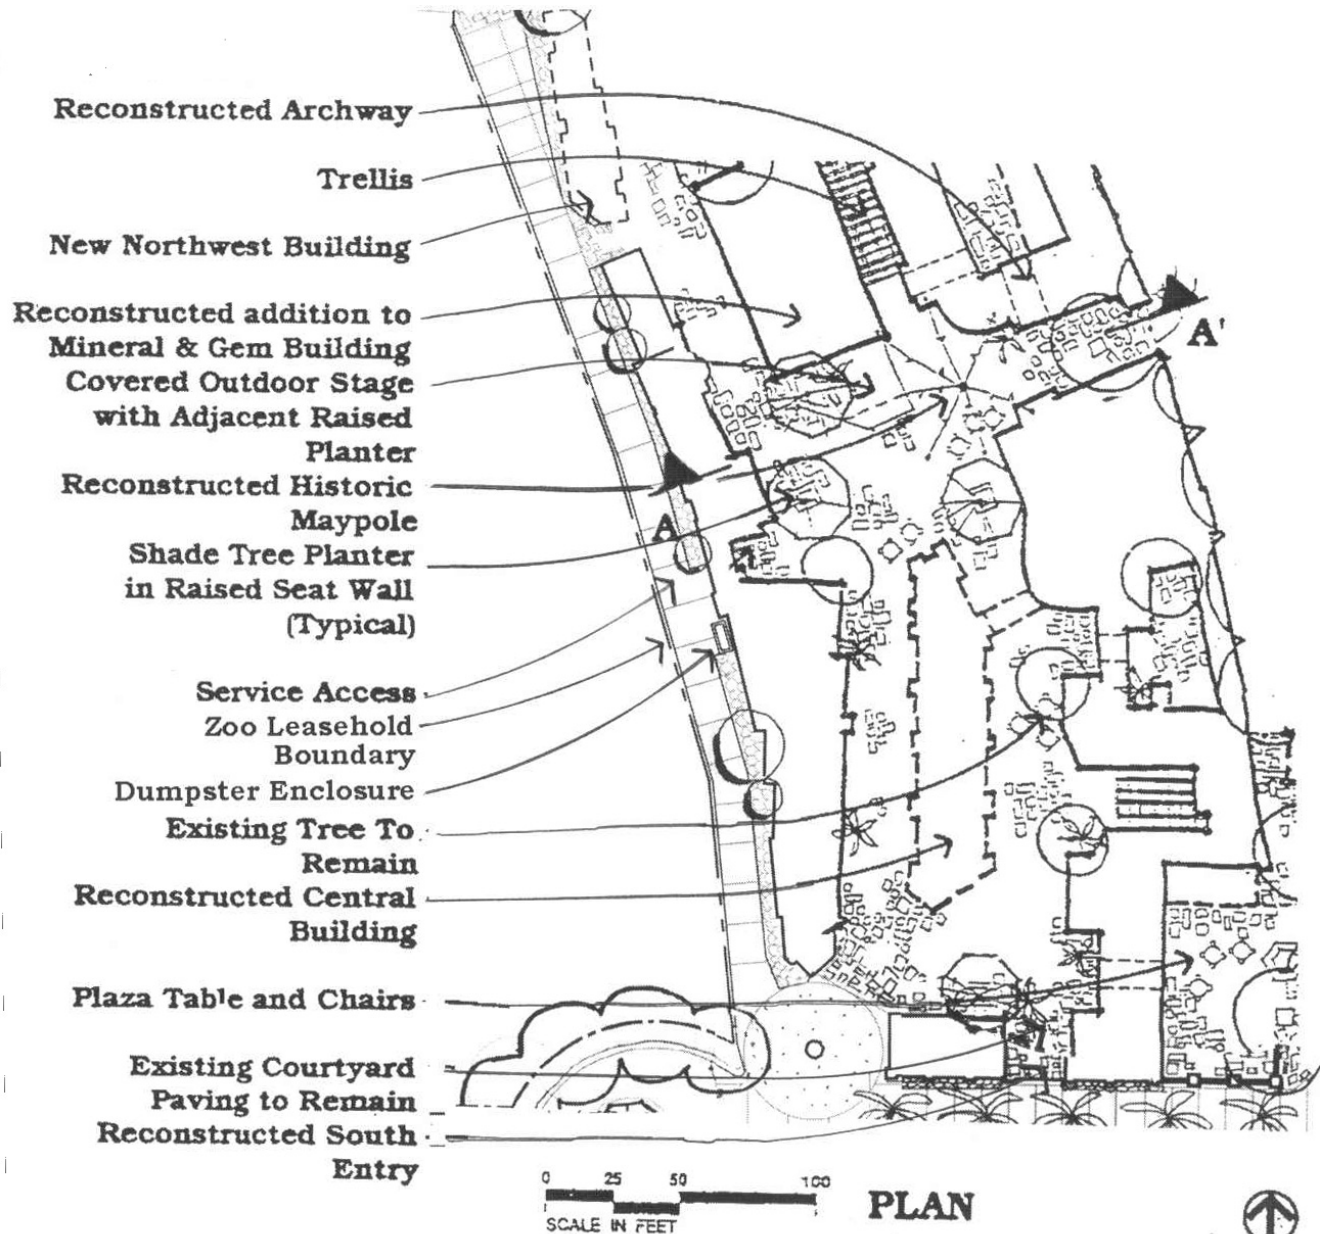 Reconstructed Archway
Trellis
New Northwest Building
Reconstructed addition to
Mineral & Gem Building
Covered Outdoor Stage
with Adjacent Raised
Planter
Reconstructed Historic
Maypole
Shade Tree Planter
in Raised Seat Wall
(Typical)
Service Access
Zoo Leasehold
Boundary
Dumpster Enclosure
Existing Tree To
Remain
Reconstructed Central
Building
Plaza Table and Chairs
Existing Courtyard
Paving to Remain
Reconstructed South
Entry
A'
A
0 25 50 100
SCALE IN FEET
PLAN